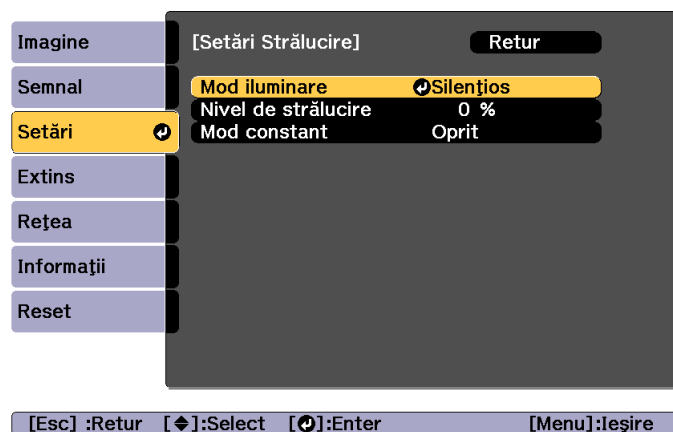 Imagine
Semnal
Setări
Extins
Reţea
Informaţii
Reset
[Setări Strălucire] Retur
Mod iluminare Silenţios
Nivel de strălucire 0 %
Mod constant Oprit
[Esc] :Retur [◆]:Select [↵]:Enter [Menu]:Ieşire